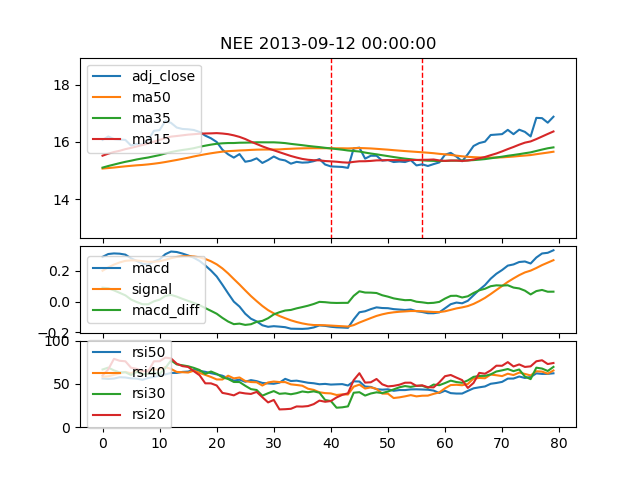 NEE 2013-09-12 00:00:00
18
16
14
adj_close
ma50
ma35
ma15
0.2
0.0
−0.2
macd
signal
macd_diff
100
50
0
rsi50
rsi40
rsi30
rsi20
0 10 20 30 40 50 60 70 80